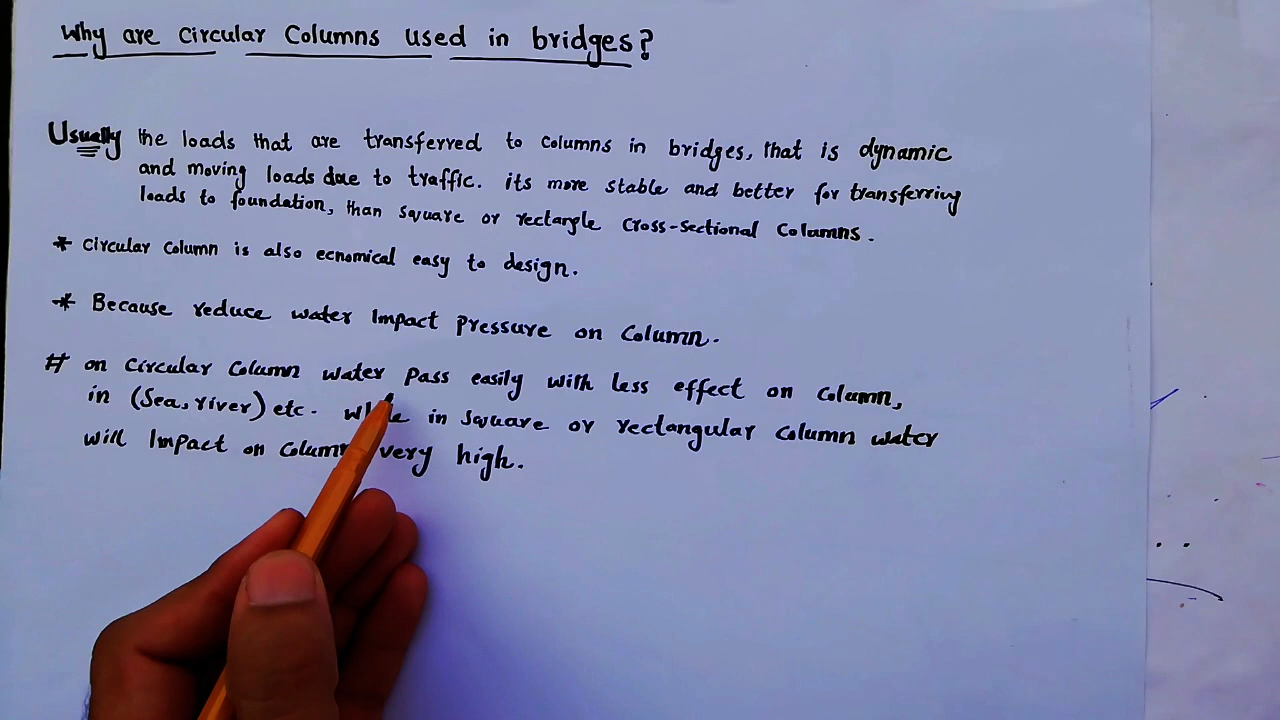 Why are circular Columns used in bridges?
Usually the loads that are transferred to columns in bridges, that is dynamic
and moving loads due to traffic. its more stable and better for transferring
loads to foundation, than square or rectangle cross-sectional columns.
* circular column is also ecnomical easy to design.
* Because reduce water Impact pressure on column.
# on circular column water pass easily with less effect on column,
in (sea, river) etc. while in square or rectangular column water
will Impact on column very high.